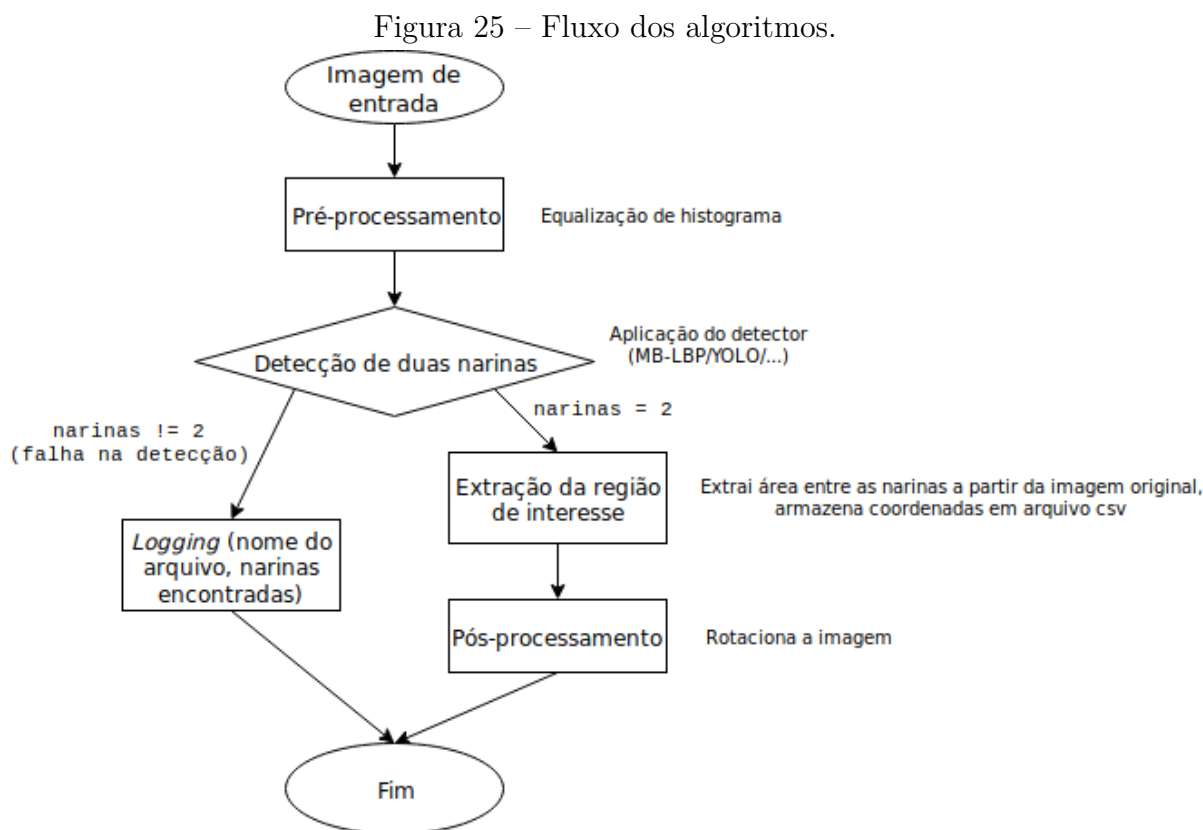 Figura 25 – Fluxo dos algoritmos.
Imagem de
entrada
Pré-processamento
Equalização de histograma
Detecção de duas narinas
Aplicação do detector
(MB-LBP/YOLO/...)
narinas != 2
(falha na detecção)
narinas = 2
Logging (nome do
arquivo, narinas
encontradas)
Extração da região
de interesse
Extrai área entre as narinas a partir da imagem original,
armazena coordenadas em arquivo csv
Pós-processamento
Rotaciona a imagem
Fim